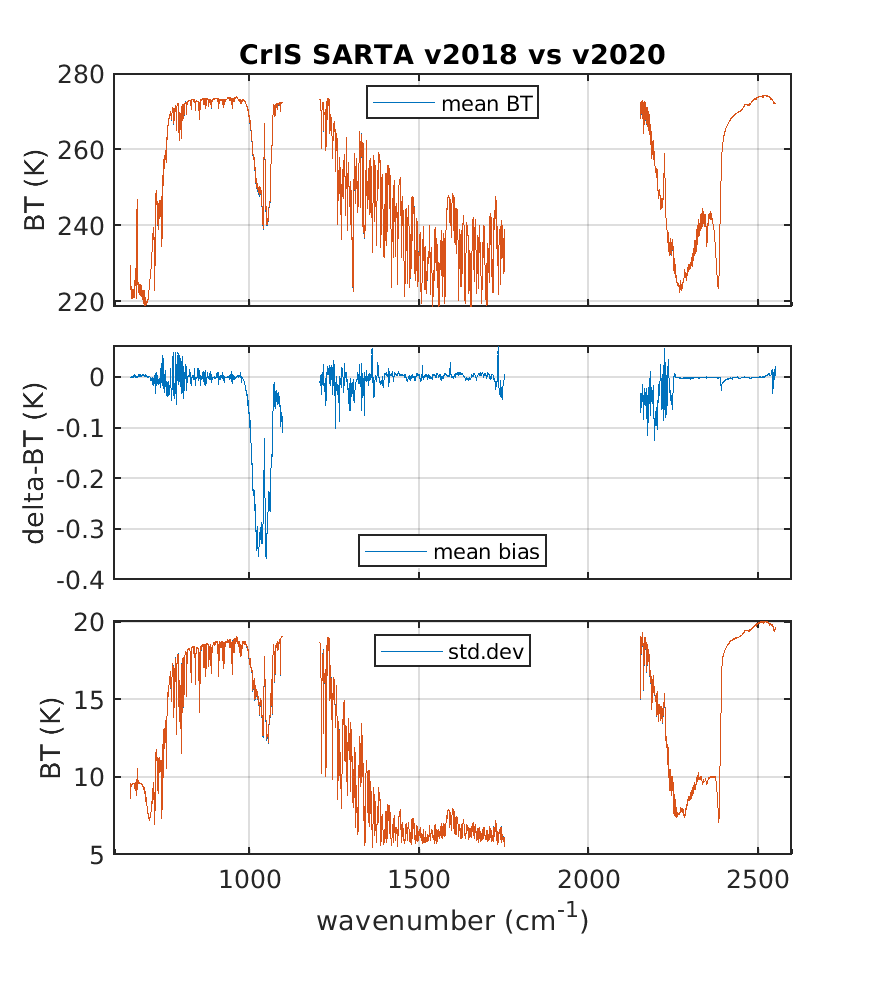 CrIS SARTA v2018 vs v2020
280
260
240
220
BT (K)
mean BT
0
-0.1
-0.2
-0.3
-0.4
delta-BT (K)
mean bias
20
15
10
5
BT (K)
std.dev
1000 1500 2000 2500
wavenumber (cm-1)